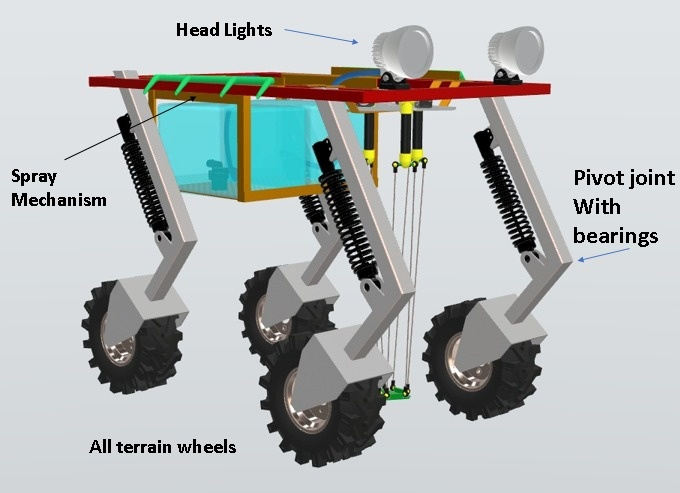 Head Lights
Spray
Mechanism
Pivot joint
With
bearings
All terrain wheels